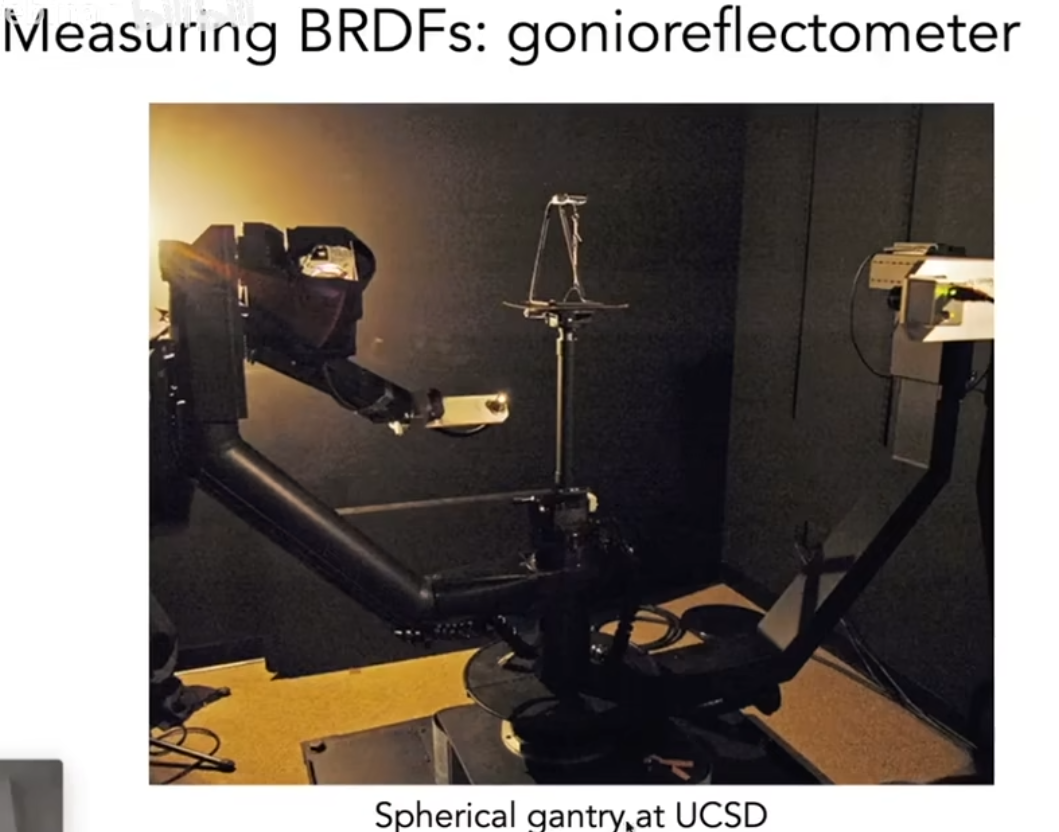 Measuring BRDFs: gonioreflectometer
Spherical gantry at UCSD